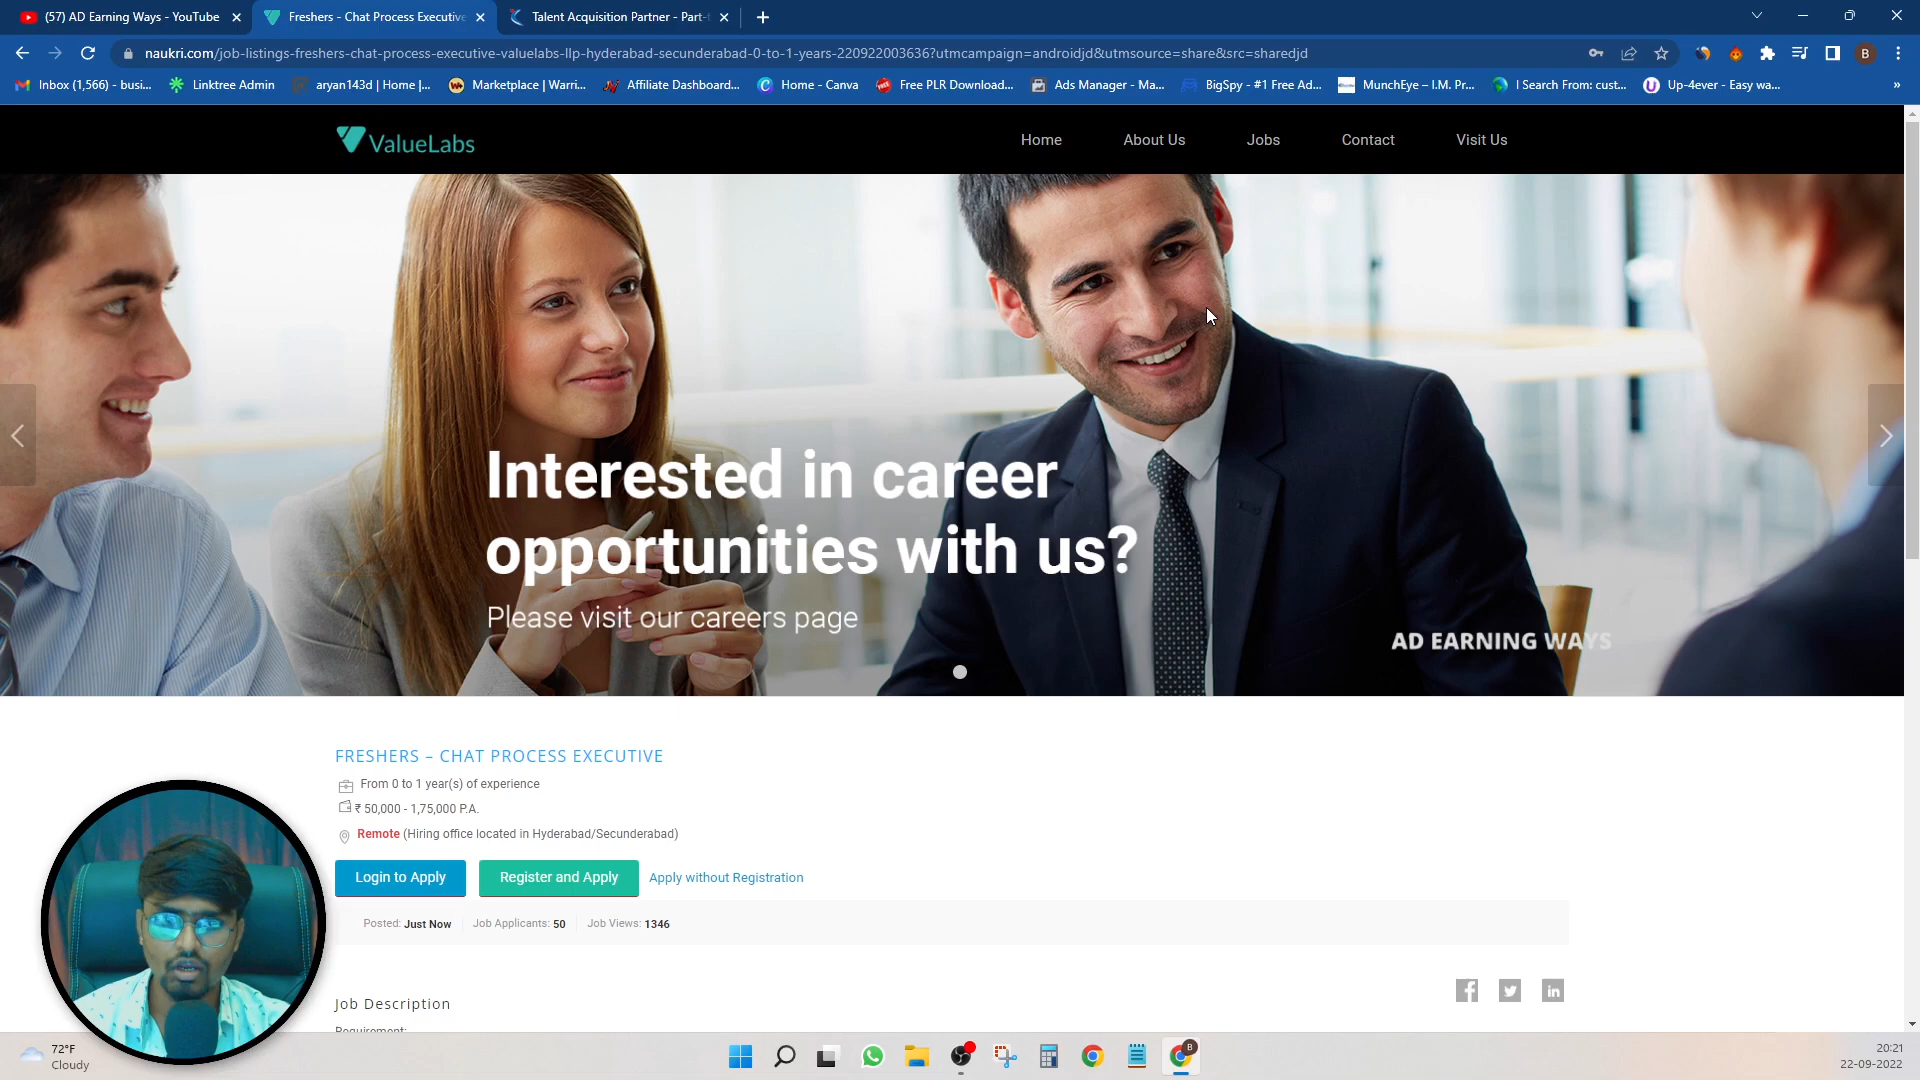 (57) AD Earning Ways - YouTube
Freshers - Chat Process Executive
Talent Acquisition Partner - Part-t
naukri.com/job-listings-freshers-chat-process-executive-valuelabs-llp-hyderabad-secunderabad-0-to-1-years-220922003636?utmcampaign=androidjd&utmsource=share&src=sharedjd
B
Inbox (1,566) - busi...
Linktree Admin
aryan143d | Home |...
Marketplace | Warri...
Affiliate Dashboard...
Home - Canva
Free PLR Download...
Ads Manager - Ma...
BigSpy - #1 Free Ad...
MunchEye – I.M. Pr...
I Search From: cust...
Up-4ever - Easy wa...
ValueLabs
Home
About Us
Jobs
Contact
Visit Us
Interested in career
opportunities with us?
Please visit our careers page
AD EARNING WAYS
FRESHERS – CHAT PROCESS EXECUTIVE
From 0 to 1 year(s) of experience
₹ 50,000 - 1,75,000 P.A.
Remote (Hiring office located in Hyderabad/Secunderabad)
Login to Apply
Register and Apply
Apply without Registration
Posted: Just Now
Job Applicants: 50
Job Views: 1346
Job Description
Requirement:
72°F
Cloudy
B
20:21
22-09-2022